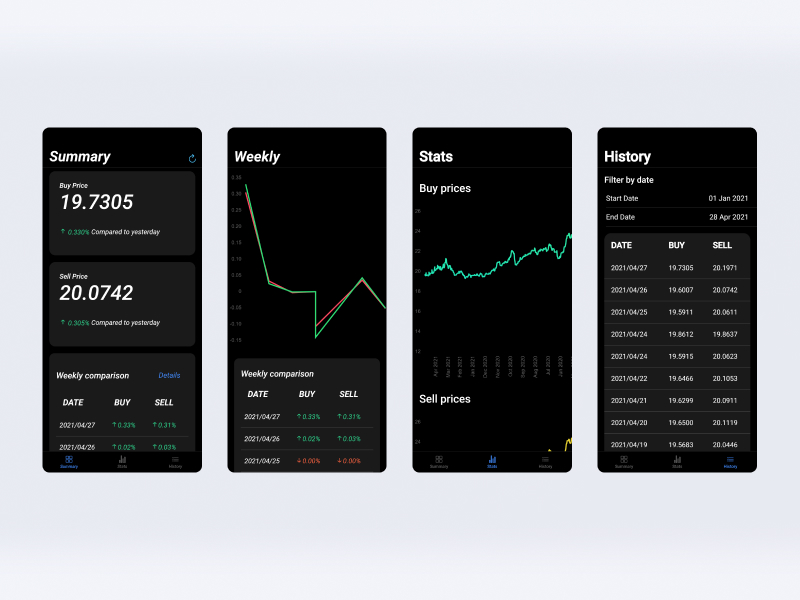 Summary
Buy Price
19.7305
↑ 0.330% Compared to yesterday
Sell Price
20.0742
↑ 0.305% Compared to yesterday
Weekly comparison Details
DATE BUY SELL
2021/04/27 ↑0.33% ↑0.31%
2021/04/26 ↑0.02% ↑0.03%
Summary Stats History
Weekly
0.35
0.30
0.25
0.20
0.15
0.10
0.05
0
-0.05
-0.10
-0.15
Weekly comparison
DATE BUY SELL
2021/04/27 ↑0.33% ↑0.31%
2021/04/26 ↑0.02% ↑0.03%
2021/04/25 ↓0.00% ↓0.00%
Stats
Buy prices
26
24
22
20
18
16
14
12
Apr 2021
Mar 2021
Feb 2021
Jan 2021
Dec 2020
Nov 2020
Oct 2020
Sep 2020
Aug 2020
Jul 2020
Jun 2020
Sell prices
26
24
Summary Stats History
History
Filter by date
Start Date 01 Jan 2021
End Date 28 Apr 2021
DATE BUY SELL
2021/04/27 19.7305 20.1971
2021/04/26 19.6007 20.0742
2021/04/25 19.5911 20.0611
2021/04/24 19.8612 19.8637
2021/04/24 19.5915 20.0623
2021/04/22 19.6466 20.1053
2021/04/21 19.6299 20.0911
2021/04/20 19.6500 20.1119
2021/04/19 19.5683 20.0446
Summary Stats History